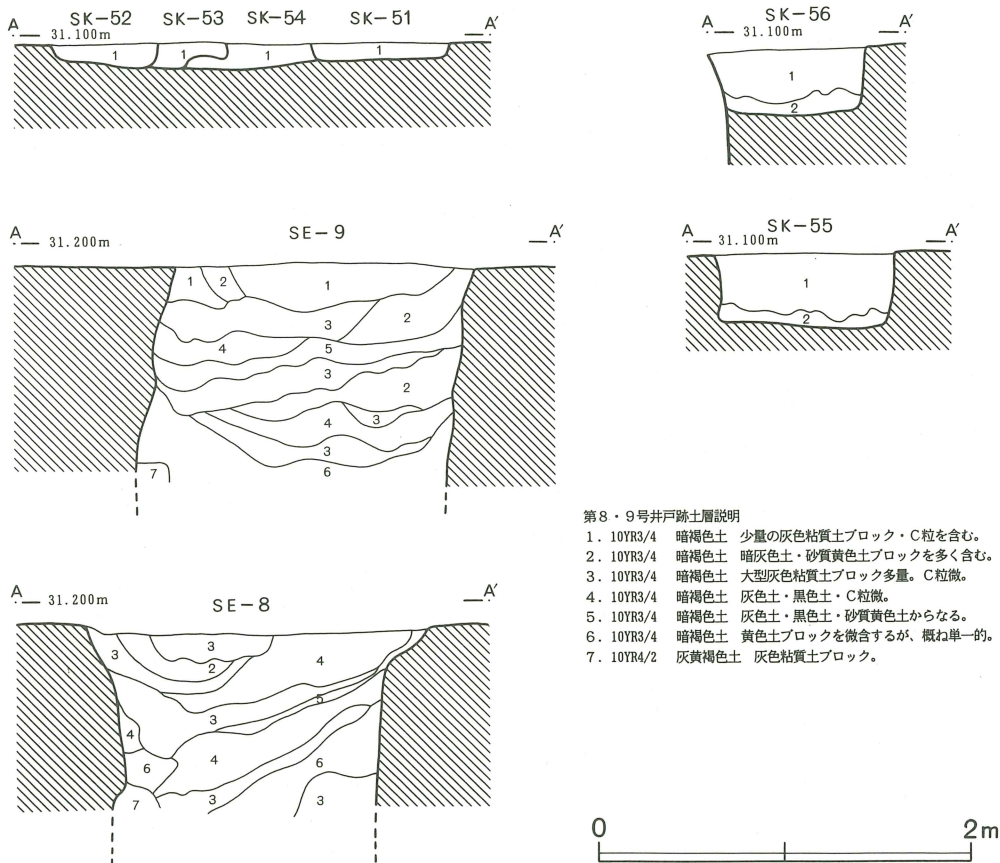 SK-52 SK-53 SK-54 SK-51
A 31.100m A′
1 1 1 1
SK-56
A 31.100m A′
1
2
SE-9
A 31.200m A′
1 2 1
3 2
4 5
3
2
4 3
3
6
7
SK-55
A 31.100m A′
1
2
第8・9号井戸跡土層説明
1. 10YR3/4 暗褐色土 少量の灰色粘質土ブロック・C粒を含む。
2. 10YR3/4 暗褐色土 暗灰色土・砂質黄色土ブロックを多く含む。
3. 10YR3/4 暗褐色土 大型灰色粘質土ブロック多量。C粒微。
4. 10YR3/4 暗褐色土 灰色土・黒色土・C粒微。
5. 10YR3/4 暗褐色土 灰色土・黒色土・砂質黄色土からなる。
6. 10YR3/4 暗褐色土 黄色土ブロックを微含するが、概ね単一的。
7. 10YR4/2 灰黄褐色土 灰色粘質土ブロック。
SE-8
A 31.200m A′
3 3 4
2
5
3
4 4
6 6
7 3 3
0 2m